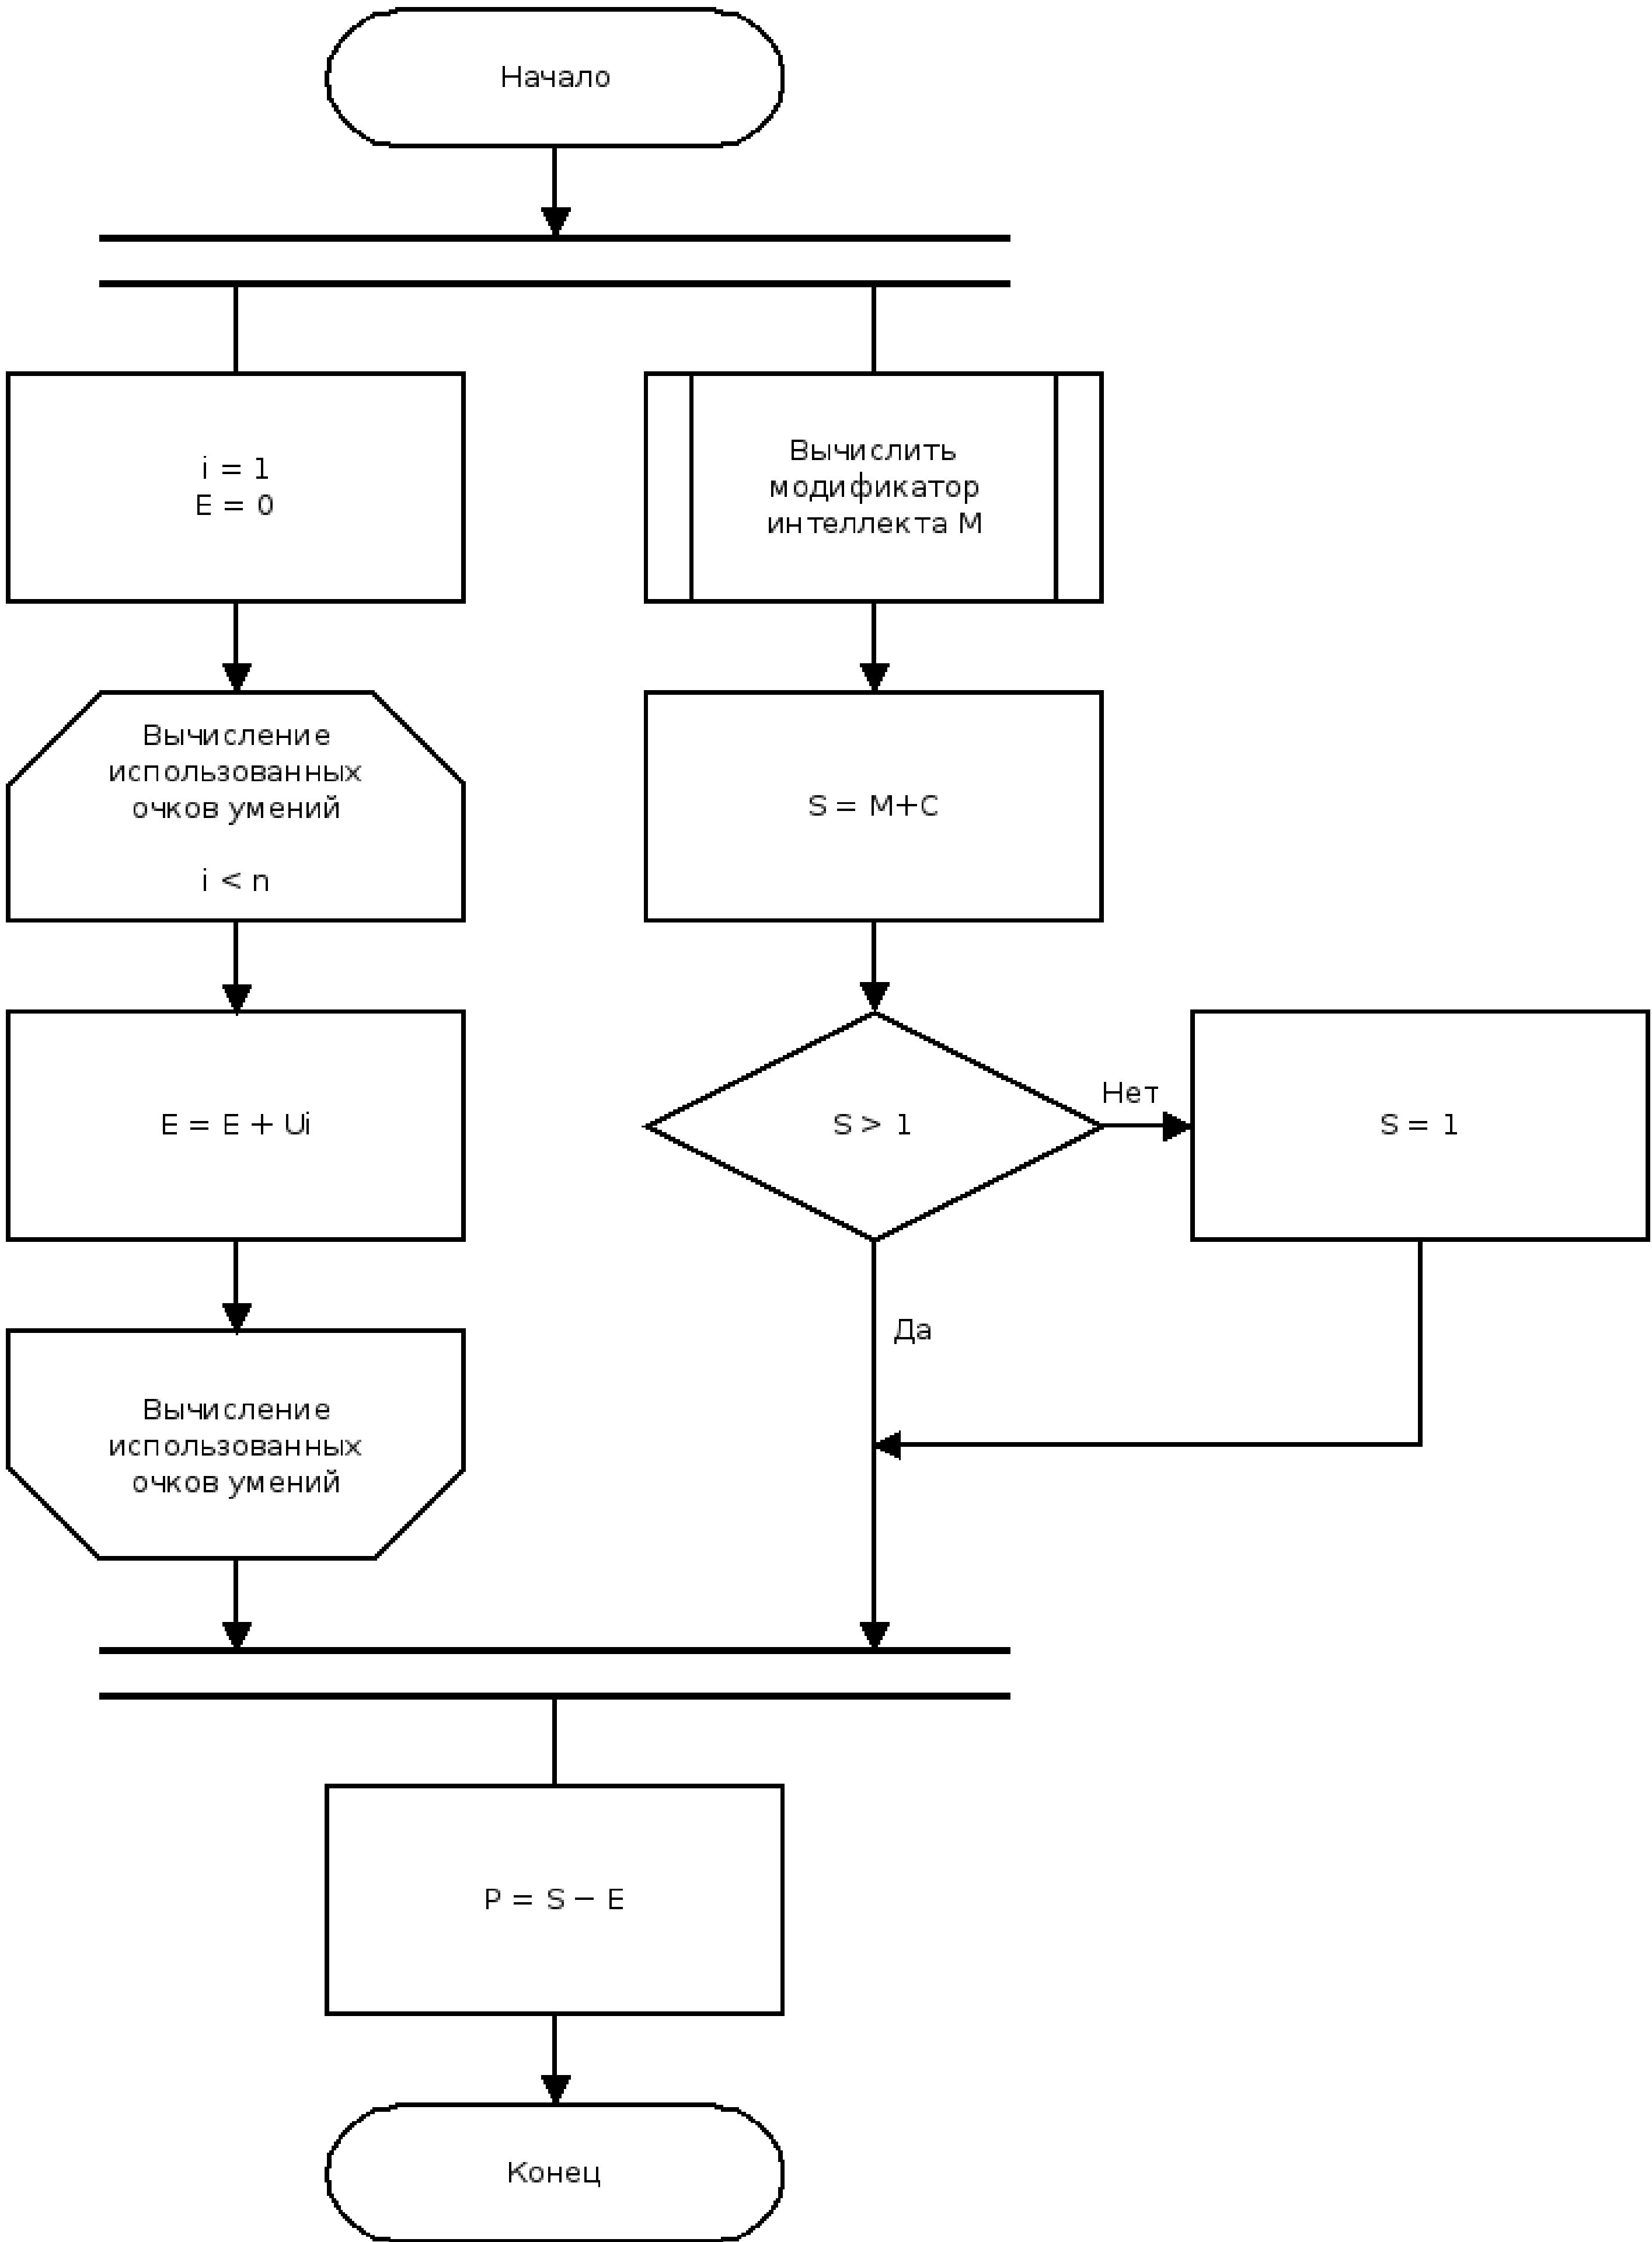 Начало
i = 1
E = 0
Вычислить
модификатор
интеллекта М
Вычисление
использованных
очков умений
i < n
S = M+C
E = E + Ui
S > 1
Нет
S = 1
Да
Вычисление
использованных
очков умений
P = S − E
Конец